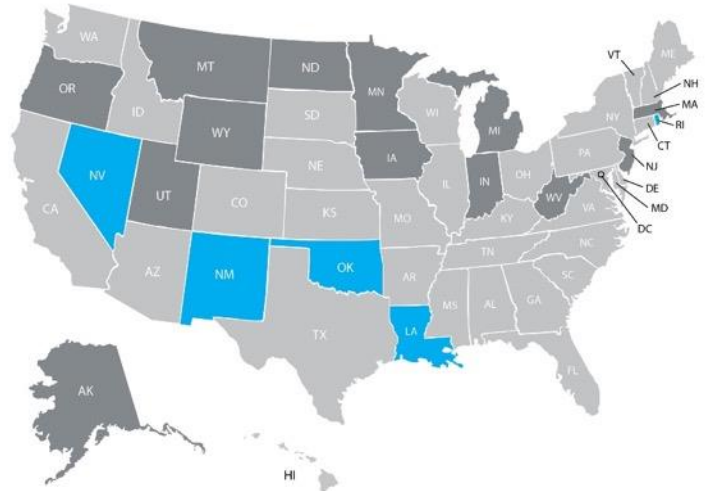 WA
ME
VT
MT
ND
OR
MN
NH
ID
SD
WI
NY
MA
MI
RI
WY
CT
IA
PA
NJ
NE
NV
OH
IL
IN
DE
UT
WV
MD
CO
VA
CA
KS
MO
KY
DC
NC
TN
AZ
OK
NM
AR
SC
MS
AL
GA
TX
LA
FL
AK
HI